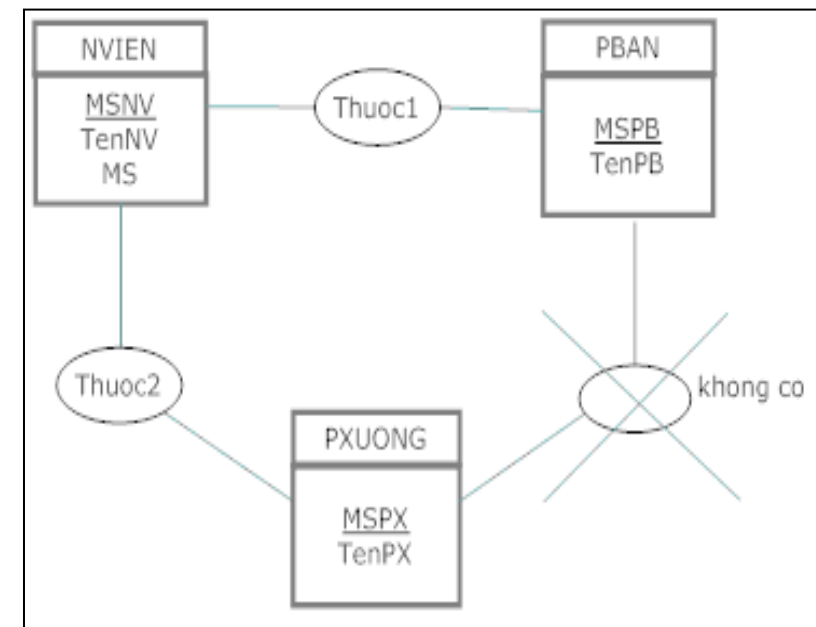 NVIEN
MSNV
TenNV
MS
Thuoc1
PBAN
MSPB
TenPB
Thuoc2
PXUONG
MSPX
TenPX
khong co